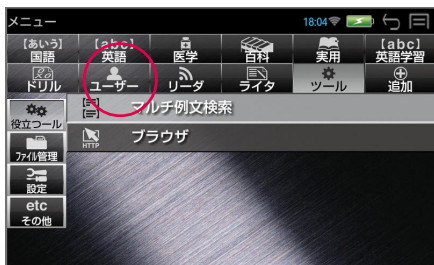 メニュー 18:04
【あいう】 【abc】 【abc】
国語 英語 医学 百科 実用 英語学習
ドリル ユーザー リーダ ライタ ツール 追加
役立つツール
マルチ例文検索
HTTP ブラウザ
ファイル管理
設定
etc
その他